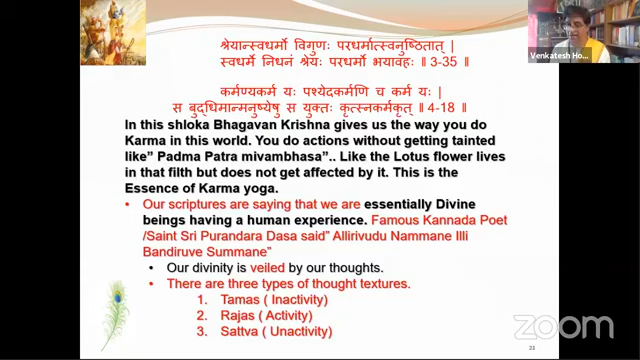 श्रेयान्स्वधर्मो विगुणः परधर्मात्स्वनुष्ठितात् |
स्वधर्मे निधनं श्रेयः परधर्मो भयावहः ॥ 3-35 ॥
कर्मण्यकर्म यः पश्येदकर्मणि च कर्म यः |
स बुद्धिमान्मनुष्येषु स युक्तः कृत्स्नकर्मकृत् ॥ 4-18 ॥
In this shloka Bhagavan Krishna gives us the way you do
Karma in this world. You do actions without getting tainted
like” Padma Patra mivambhasa”.. Like the Lotus flower lives
in that filth but does not get affected by it. This is the
Essence of Karma yoga.
• Our scriptures are saying that we are essentially Divine
beings having a human experience. Famous Kannada Poet
/Saint Sri Purandara Dasa said” Allirivudu Nammane Illi
Bandiruve Summane”
• Our divinity is veiled by our thoughts.
• There are three types of thought textures.
1. Tamas ( Inactivity)
2. Rajas ( Activity)
3. Sattva ( Unactivity)
Venkatesh Ho...
zoom
21